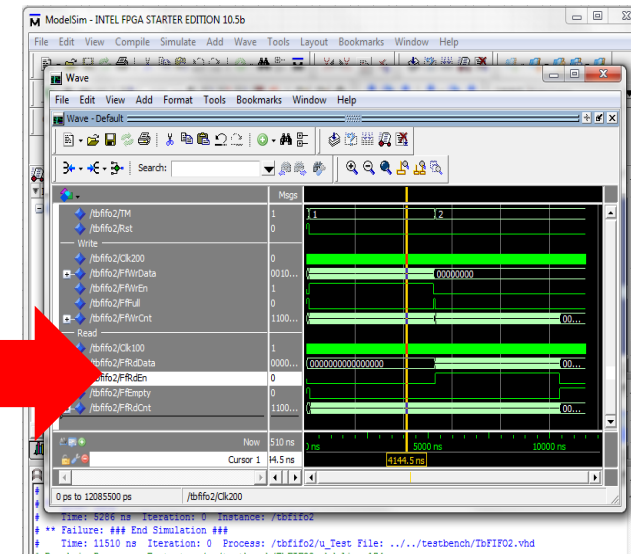 ModelSim - INTEL FPGA STARTER EDITION 10.5b
File Edit View Compile Simulate Add Wave Tools Layout Bookmarks Window Help
Wave
File Edit View Add Format Tools Bookmarks Window Help
Wave - Default
Search:
Msgs
/tbfifo2/TM 1 1 2
/tbfifo2/Rst 0
Write
/tbfifo2/Clk200 0
/tbfifo2/FfWrData 0010... 00000000
/tbfifo2/FfWrEn 1
/tbfifo2/FfFull 0
/tbfifo2/FfWrCnt 1100... 00...
Read
/tbfifo2/Clk100 1
/tbfifo2/FfRdData 0000... 0000000000000000 00...
/tbfifo2/FfRdEn 0
/tbfifo2/FfEmpty 0
/tbfifo2/FfRdCnt 1100... 00...
Now 510 ns ns 5000 ns 10000 ns
Cursor 1 44.5 ns 4144.5 ns
0 ps to 12085500 ps /tbfifo2/Clk200
# Time: 5286 ns Iteration: 0 Instance: /tbfifo2
# ** Failure: ### End Simulation ###
# Time: 11510 ns Iteration: 0 Process: /tbfifo2/u_Test File: ../../testbench/TbFIFO2.vhd